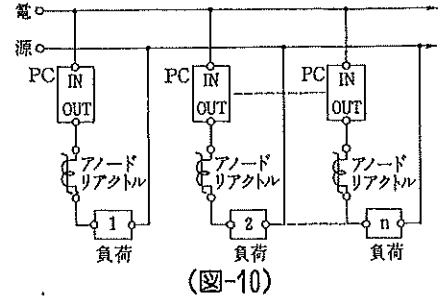 電
源
PC IN OUT
PC IN OUT
PC IN OUT
アノード
リアクトル
アノード
リアクトル
アノード
リアクトル
1
2
n
負荷
負荷
負荷
(図-10)